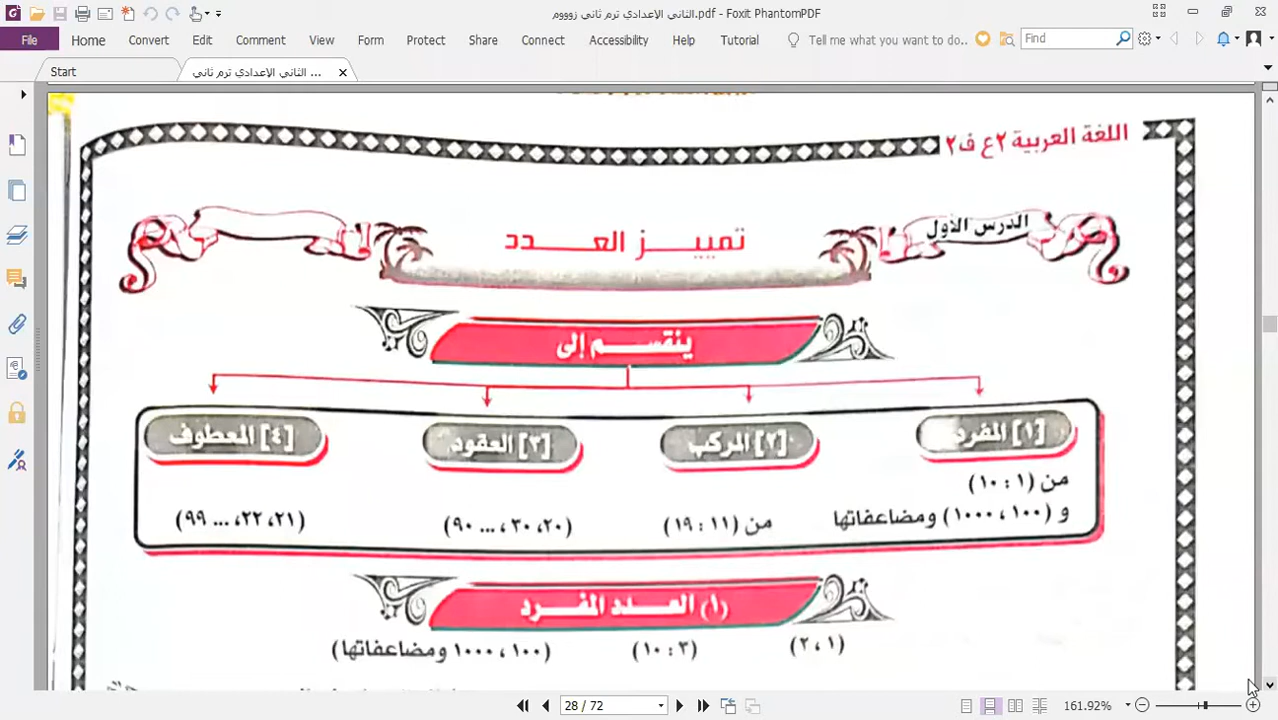 الثاني الإعدادي ترم ثاني زوووم.pdf - Foxit PhantomPDF
File Home Convert Edit Comment View Form Protect Share Connect Accessibility Help Tutorial Tell me what you want to do.. Find
Start
الثاني الإعدادي ترم ثاني ...
اللغة العربية ٢ع ف٢
الدرس الأول
تمييز العدد
ينقسم إلى
[١] المفرد
[٢] المركب
[٣] العقود
[٤] المعطوف
من (١ : ١٠)
و (١٠٠ ، ١٠٠٠) ومضاعفاتها
من (١١ : ١٩)
(٢٠، ٣٠، ... ، ٩٠)
(٢١، ٢٢، ... ٩٩)
(١) العدد المفرد
(١ ، ٢)
(٣ : ١٠)
(١٠٠ ، ١٠٠٠ ومضاعفاتها)
28 / 72
161.92%